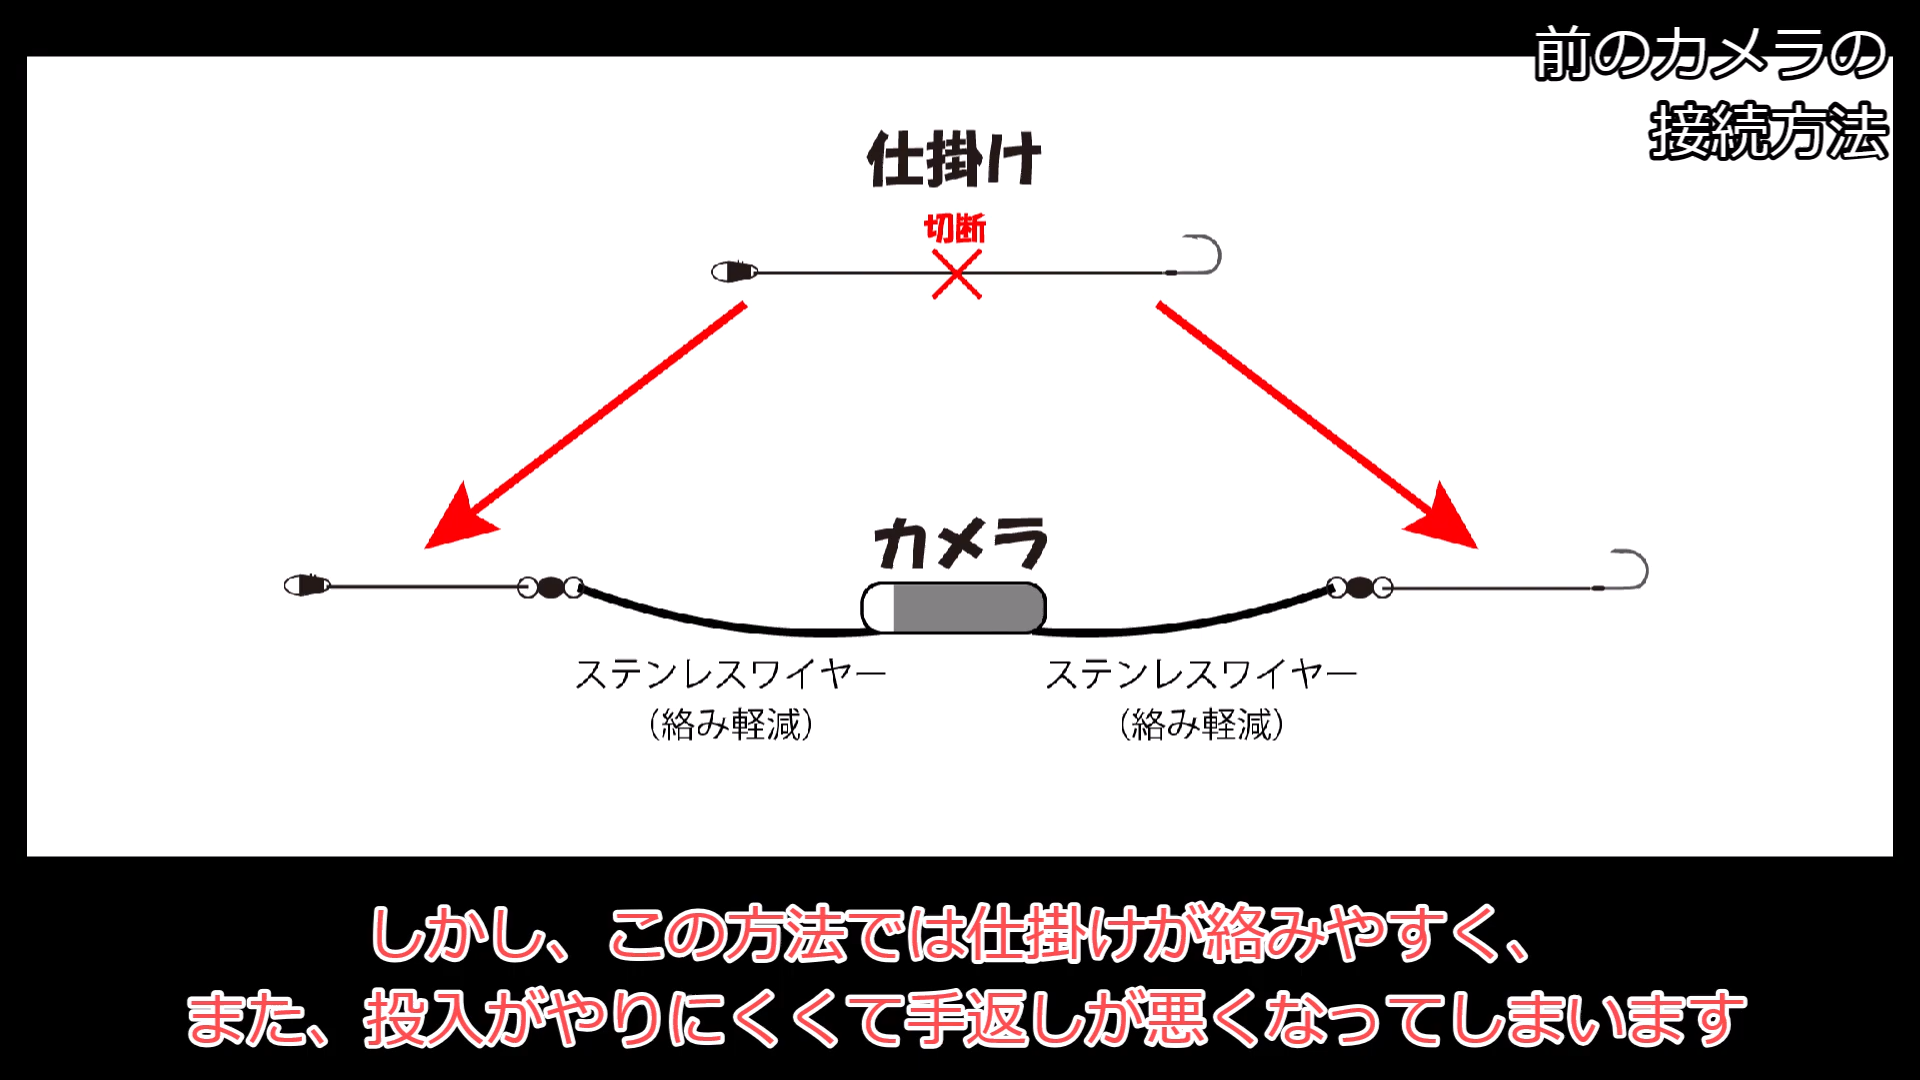 前のカメラの
接続方法
仕掛け
切断
カメラ
ステンレスワイヤー
(絡み軽減)
ステンレスワイヤー
(絡み軽減)
しかし、この方法では仕掛けが絡みやすく、
また、投入がやりにくくて手返しが悪くなってしまいます